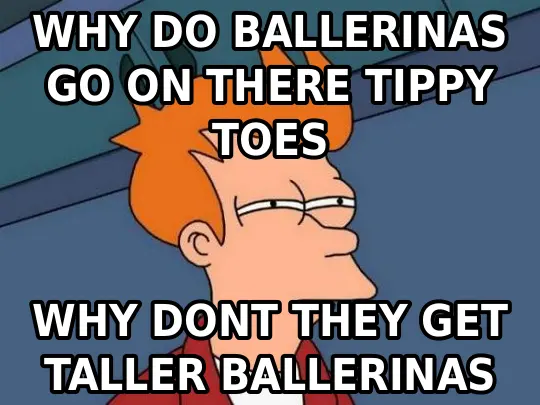 WHY DO BALLERINAS
GO ON THERE TIPPY
TOES
WHY DONT THEY GET
TALLER BALLERINAS